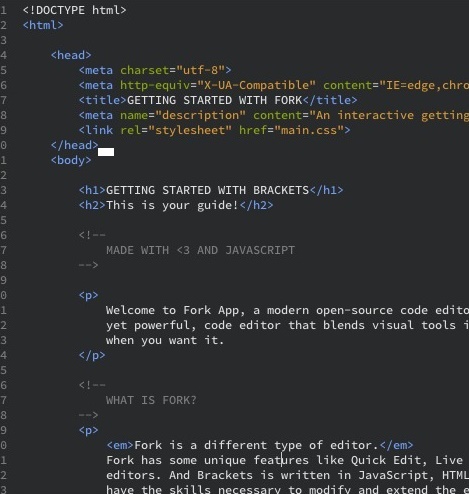 1 <!DOCTYPE html>
2 <html>
3
4 <head>
5 <meta charset="utf-8">
6 <meta http-equiv="X-UA-Compatible" content="IE=edge,chro
7 <title>GETTING STARTED WITH FORK</title>
8 <meta name="description" content="An interactive getting
9 <link rel="stylesheet" href="main.css">
0 </head>
1 <body>
2
3 <h1>GETTING STARTED WITH BRACKETS</h1>
4 <h2>This is your guide!</h2>
5
6 <!--
7 MADE WITH <3 AND JAVASCRIPT
8 -->
9
0 <p>
1 Welcome to Fork App, a modern open-source code edito
2 yet powerful, code editor that blends visual tools i
3 when you want it.
4 </p>
5
6 <!--
7 WHAT IS FORK?
8 -->
9 <p>
0 <em>Fork is a different type of editor.</em>
1 Fork has some unique features like Quick Edit, Live
2 editors. And Brackets is written in JavaScript, HTML
3 have the skills necessary to modify and extend the e